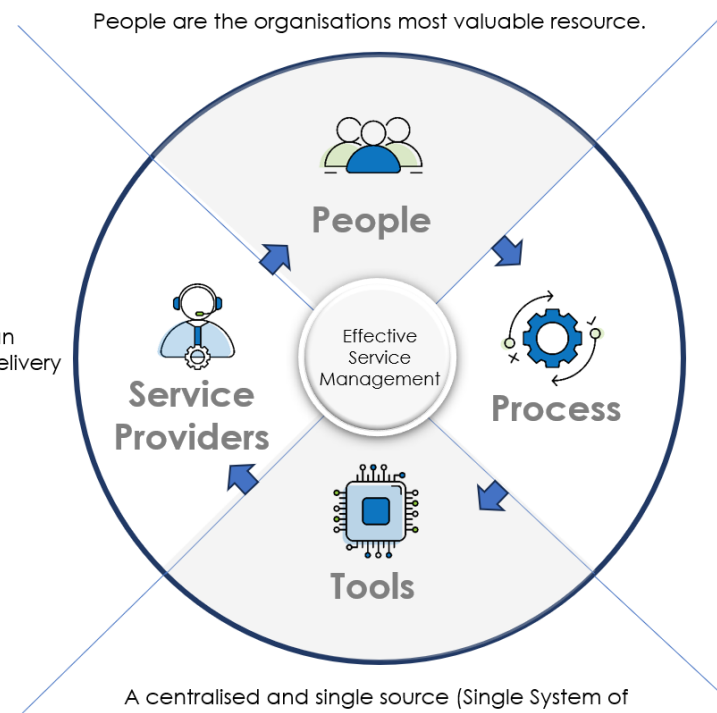 People are the organisations most valuable resource.
People
Effective
Service
Management
elivery
Service
Providers
Process
Tools
A centralised and single source (Single System of